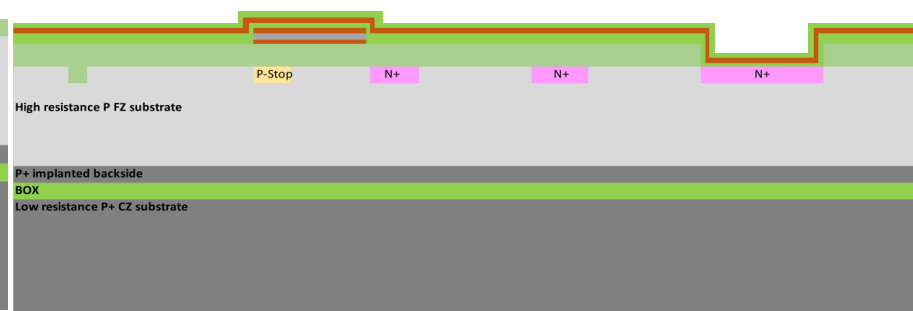 P-Stop
N+
N+
N+
High resistance P FZ substrate
P+ implanted backside
BOX
Low resistance P+ CZ substrate